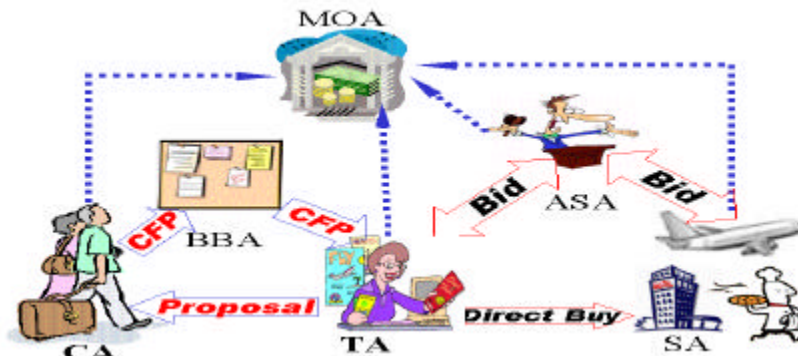 MOA
CFP
BBA
CFP
Bid
ASA
Bid
Proposal
TA
Direct Buy
SA
CA